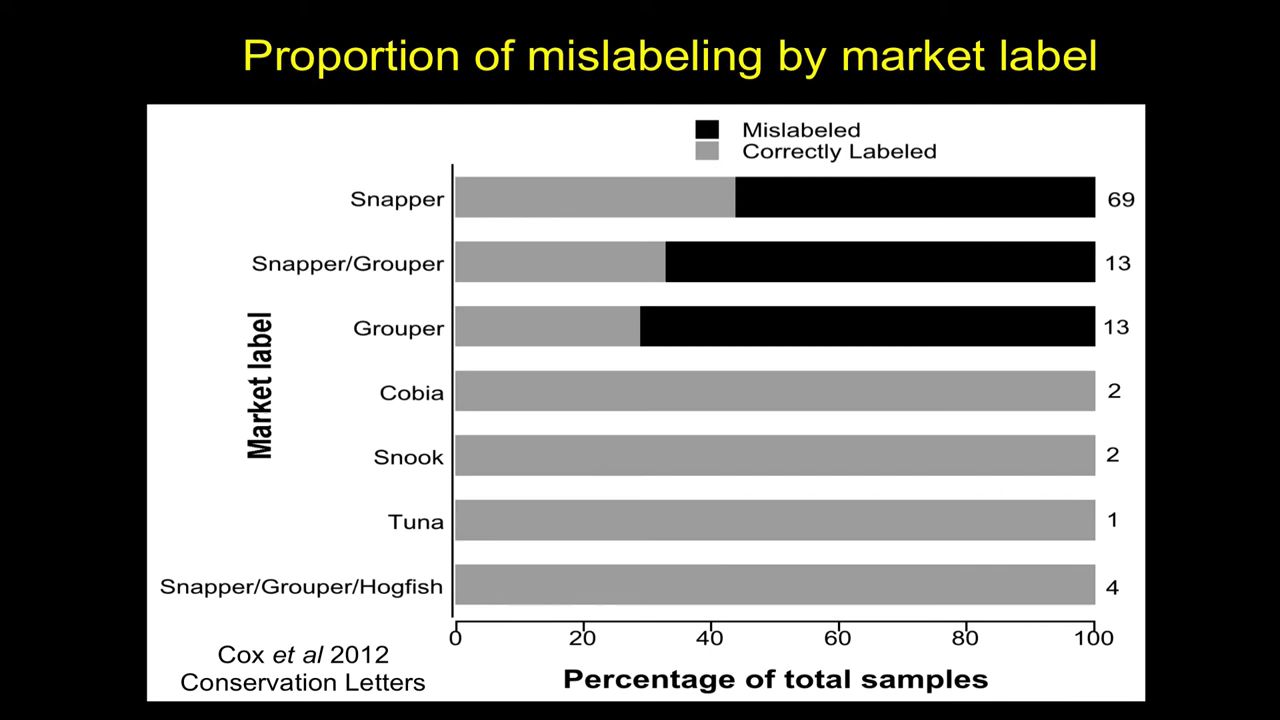 Proportion of mislabeling by market label
Mislabeled
Correctly Labeled
Snapper 69
Snapper/Grouper 13
Grouper 13
Cobia 2
Snook 2
Tuna 1
Snapper/Grouper/Hogfish 4
Market label
0 20 40 60 80 100
Percentage of total samples
Cox et al 2012
Conservation Letters